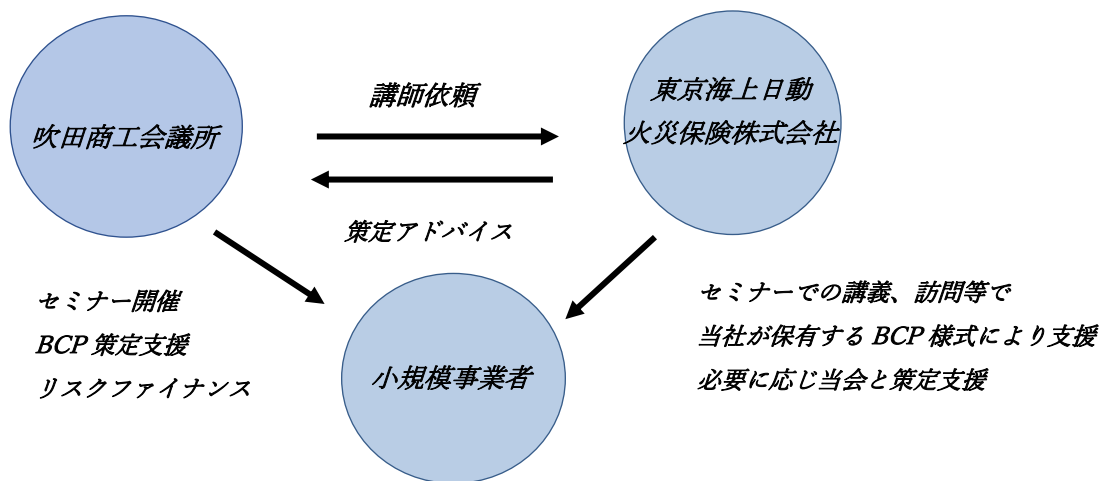 吹田商工会議所
講師依頼
東京海上日動
火災保険株式会社
策定アドバイス
セミナー開催
BCP 策定支援
リスクファイナンス
小規模事業者
セミナーでの講義、訪問等で
当社が保有する BCP 様式により支援
必要に応じ当会と策定支援